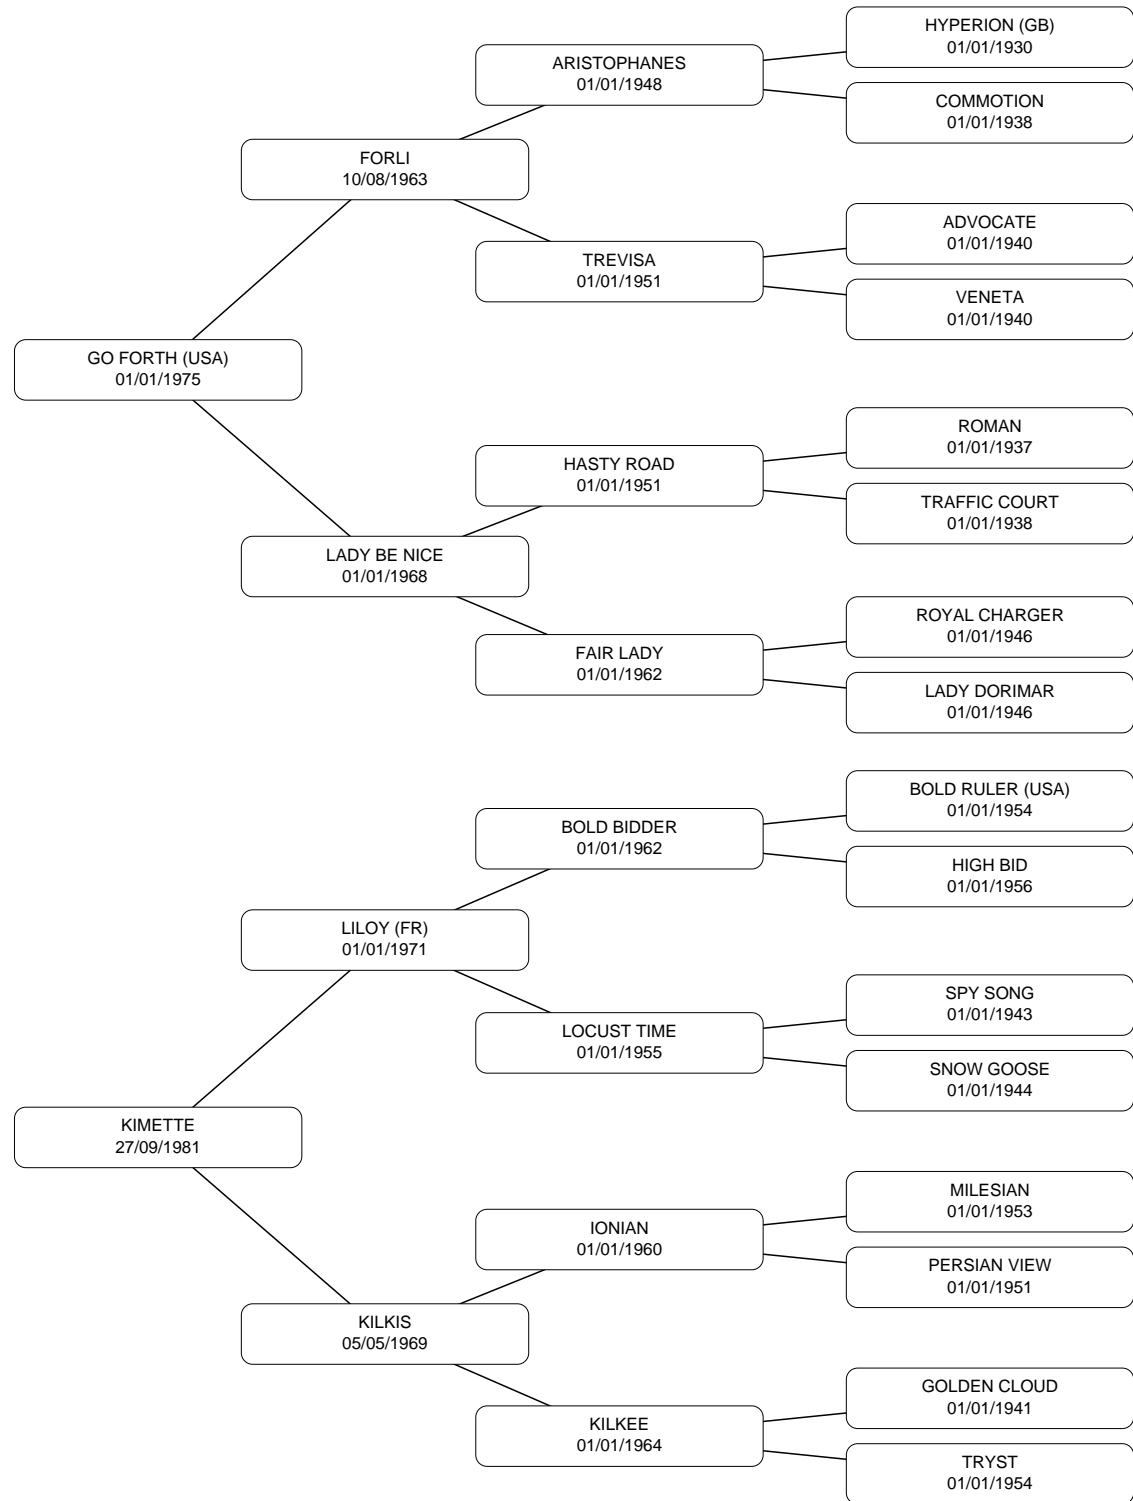 HYPERION (GB)
01/01/1930
ARISTOPHANES
01/01/1948
COMMOTION
01/01/1938
FORLI
10/08/1963
ADVOCATE
01/01/1940
TREVISA
01/01/1951
VENETA
01/01/1940
GO FORTH (USA)
01/01/1975
ROMAN
01/01/1937
HASTY ROAD
01/01/1951
TRAFFIC COURT
01/01/1938
LADY BE NICE
01/01/1968
ROYAL CHARGER
01/01/1946
FAIR LADY
01/01/1962
LADY DORIMAR
01/01/1946
BOLD RULER (USA)
01/01/1954
BOLD BIDDER
01/01/1962
HIGH BID
01/01/1956
LILOY (FR)
01/01/1971
SPY SONG
01/01/1943
LOCUST TIME
01/01/1955
SNOW GOOSE
01/01/1944
KIMETTE
27/09/1981
MILESIAN
01/01/1953
IONIAN
01/01/1960
PERSIAN VIEW
01/01/1951
KILKIS
05/05/1969
GOLDEN CLOUD
01/01/1941
KILKEE
01/01/1964
TRYST
01/01/1954